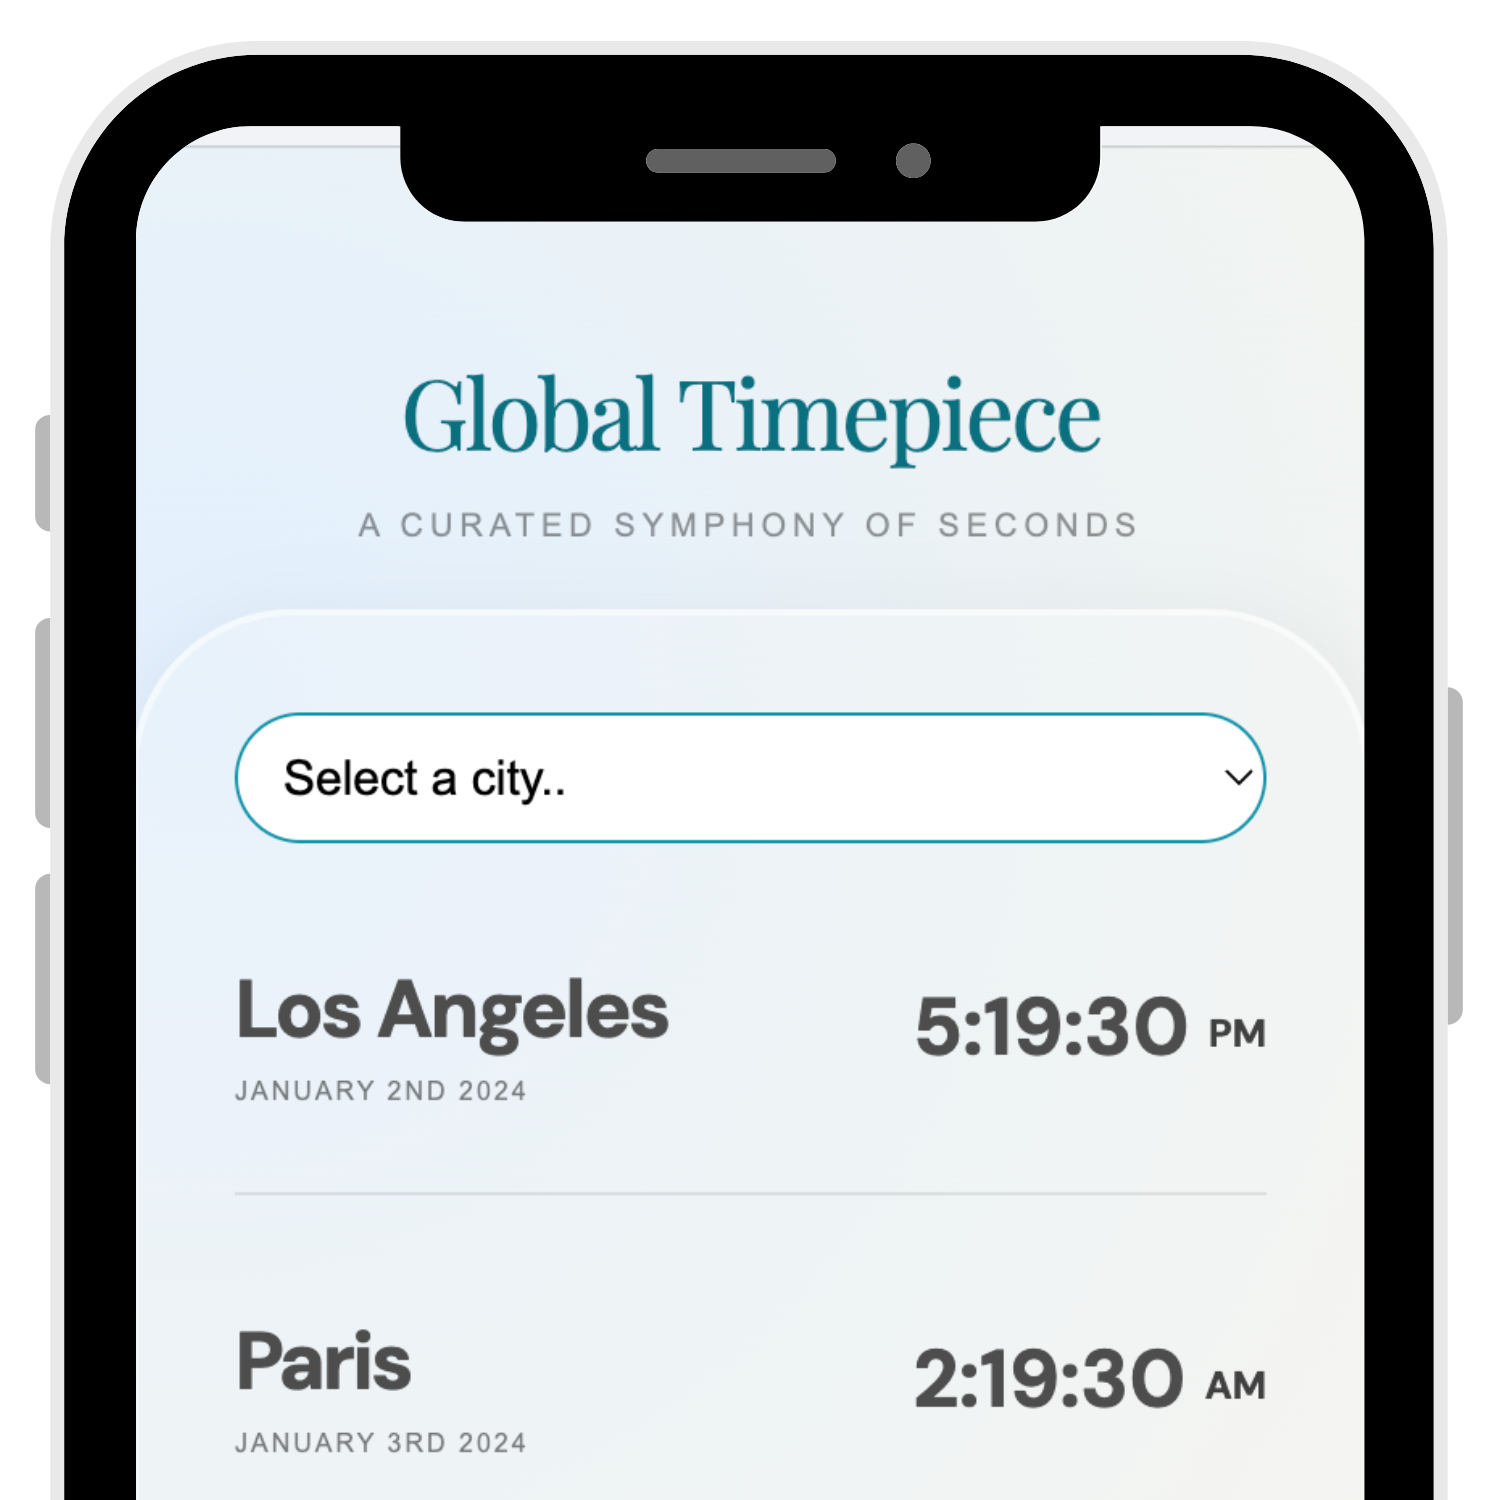 Global Timepiece
A CURATED SYMPHONY OF SECONDS
Select a city..
Los Angeles
5:19:30 PM
JANUARY 2ND 2024
Paris
2:19:30 AM
JANUARY 3RD 2024